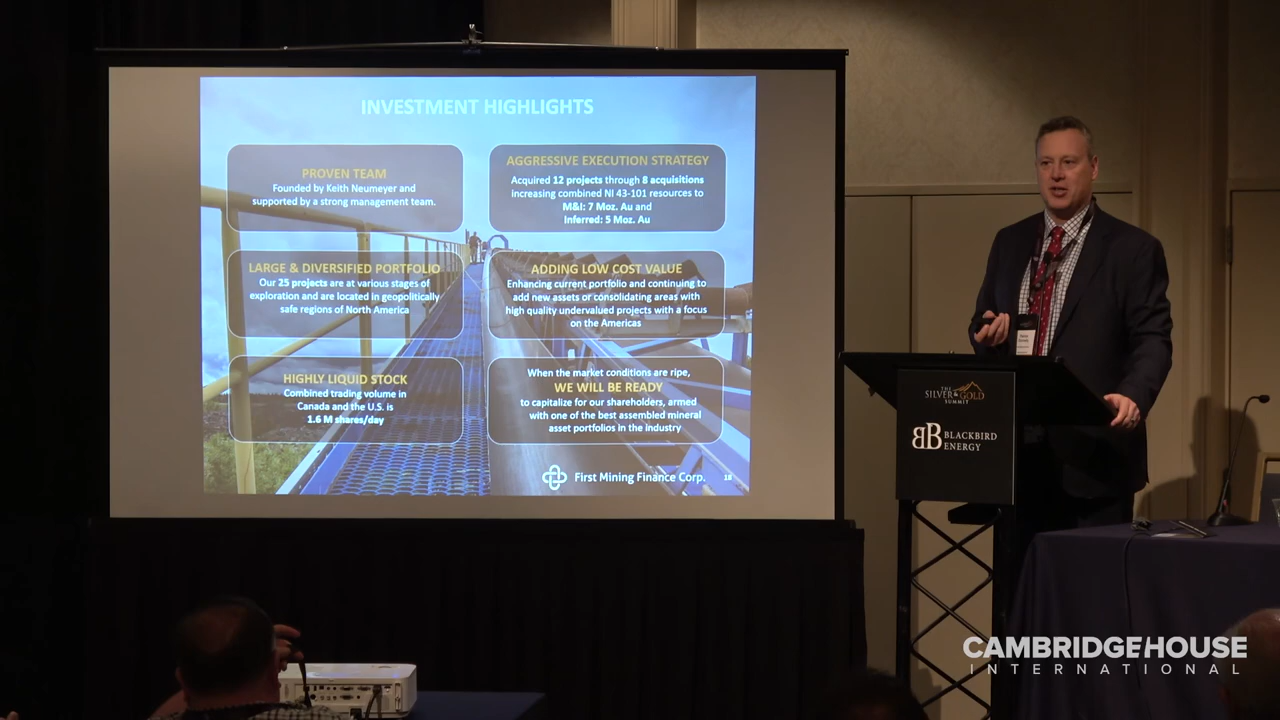 INVESTMENT HIGHLIGHTS
PROVEN TEAM
Founded by Keith Neumeyer and
supported by a strong management team.
AGGRESSIVE EXECUTION STRATEGY
Acquired 12 projects through 8 acquisitions
increasing combined NI 43-101 resources to
M&I: 7 Moz. Au and
Inferred: 5 Moz. Au
LARGE & DIVERSIFIED PORTFOLIO
Our 25 projects are at various stages of
exploration and are located in geopolitically
safe regions of North America
ADDING LOW COST VALUE
Enhancing current portfolio and continuing to
add new assets or consolidating areas with
high quality undervalued projects with a focus
on the Americas
HIGHLY LIQUID STOCK
Combined trading volume in
Canada and the U.S. is
1.6 M shares/day
When the market conditions are ripe,
WE WILL BE READY
to capitalize for our shareholders, armed
with one of the best assembled mineral
asset portfolios in the industry
First Mining Finance Corp.
18
THE
SILVER & GOLD
SUMMIT
BLACKBIRD
ENERGY
CAMBRIDGEHOUSE
INTERNATIONAL